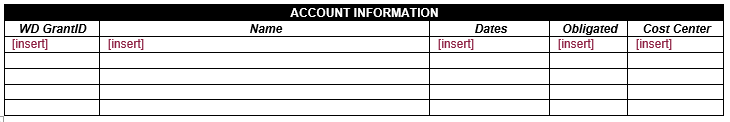 ACCOUNT INFORMATION
WD GrantID Name Dates Obligated Cost Center
[insert] [insert] [insert] [insert] [insert]